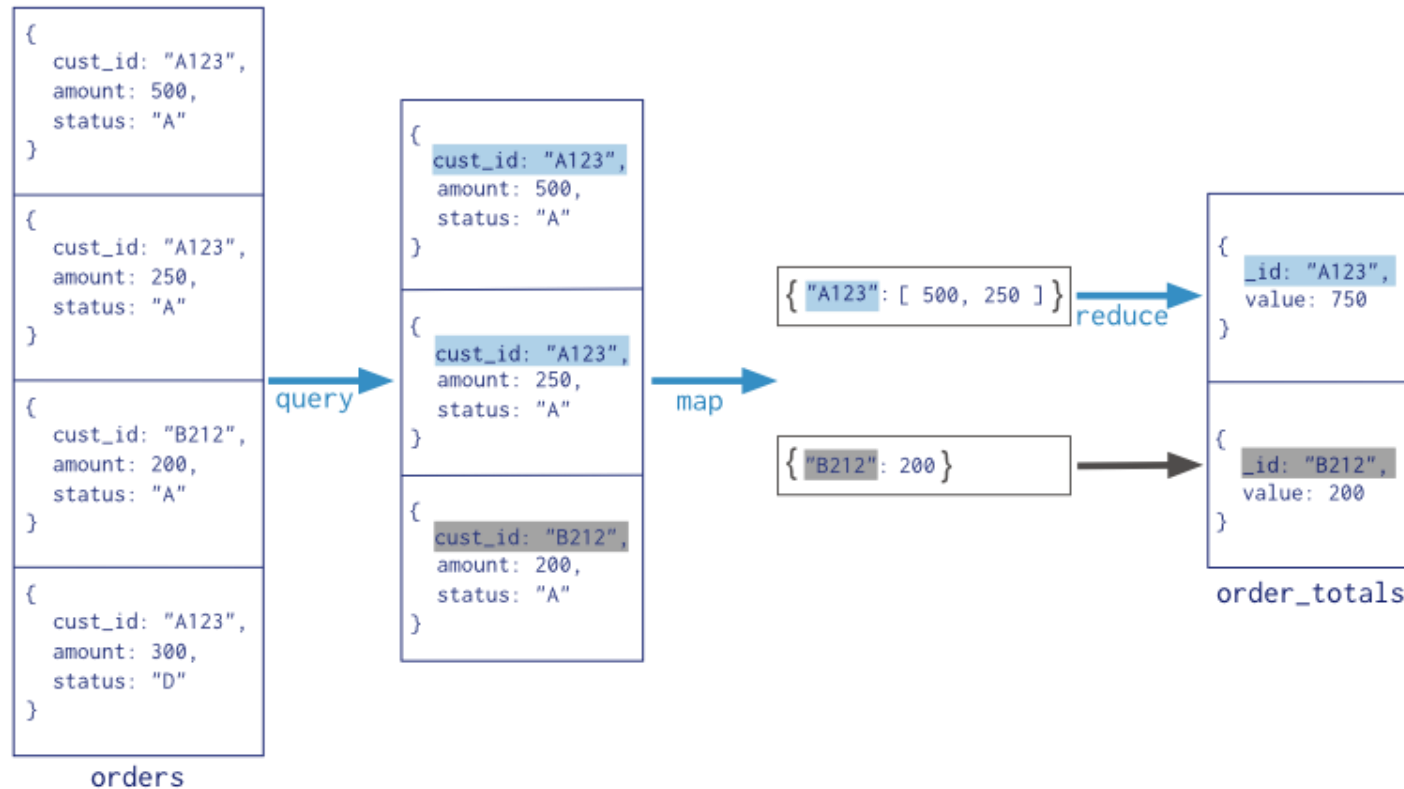 {
cust_id: "A123",
amount: 500,
status: "A"
}
{
cust_id: "A123",
amount: 250,
status: "A"
}
{
cust_id: "B212",
amount: 200,
status: "A"
}
{
cust_id: "A123",
amount: 300,
status: "D"
}
orders
query
{
cust_id: "A123",
amount: 500,
status: "A"
}
{
cust_id: "A123",
amount: 250,
status: "A"
}
{
cust_id: "B212",
amount: 200,
status: "A"
}
map
{ "A123": [ 500, 250 ] }
reduce
{ "B212": 200 }
{
_id: "A123",
value: 750
}
{
_id: "B212",
value: 200
}
order_totals